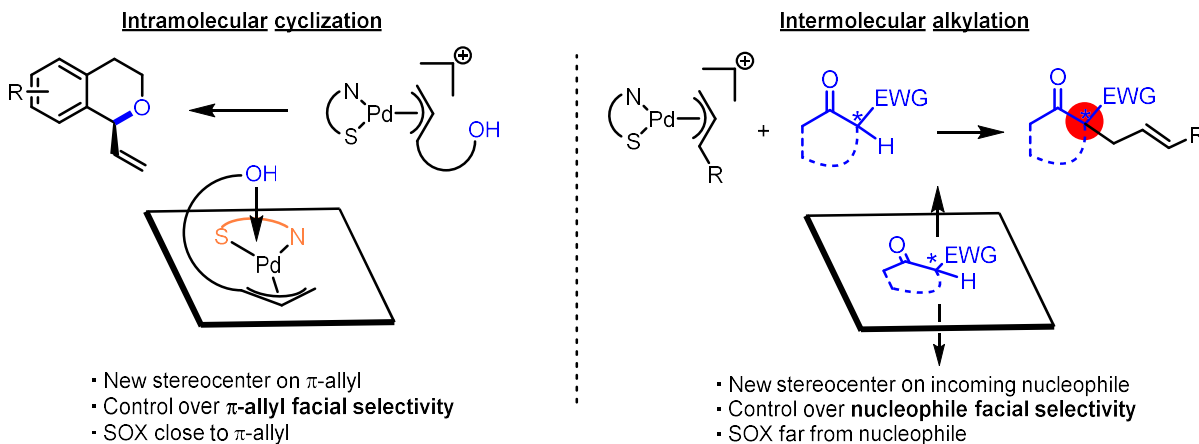 Intramolecular cyclization
Intermolecular alkylation
R
O
N
Pd
S
OH
⊕
N
Pd
S
R
⊕
+
O
EWG
*
H
O
EWG
*
R
OH
S
N
Pd
O
*
EWG
H
· New stereocenter on π-allyl
· Control over π-allyl facial selectivity
· SOX close to π-allyl
· New stereocenter on incoming nucleophile
· Control over nucleophile facial selectivity
· SOX far from nucleophile